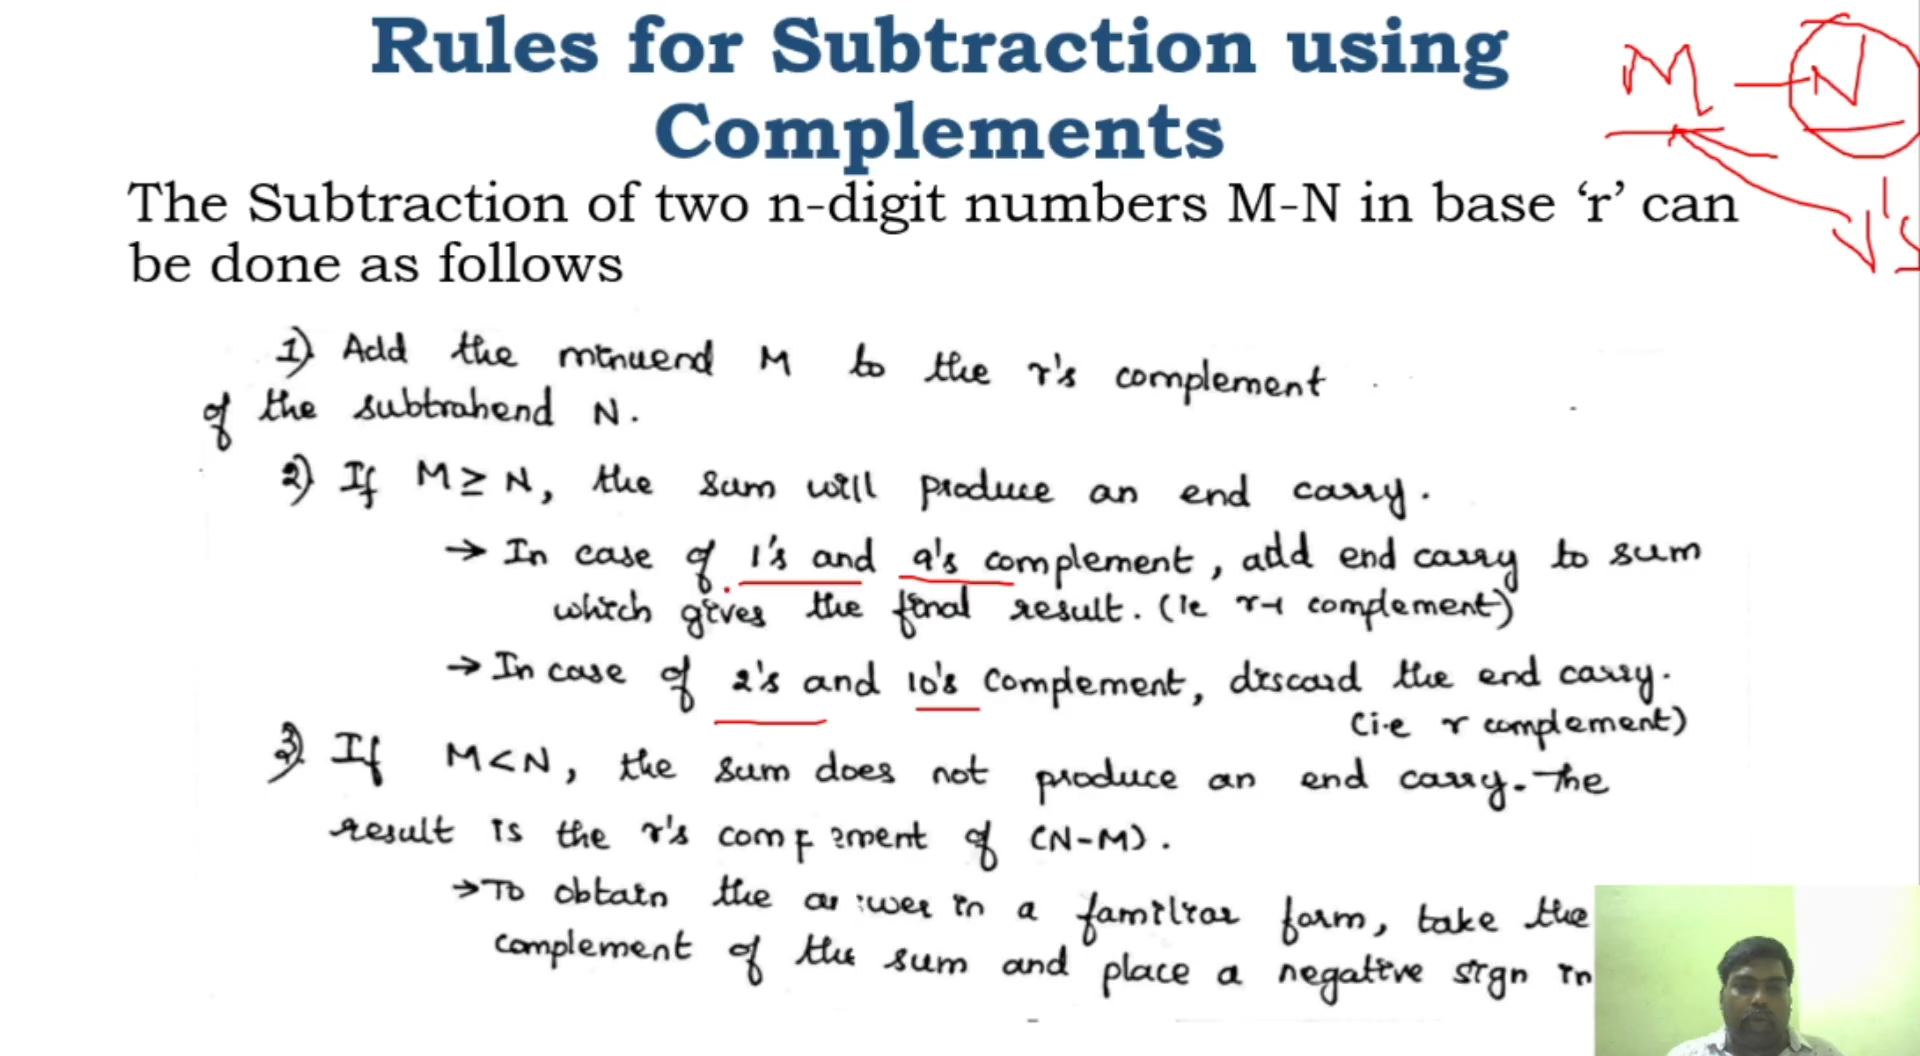 Rules for Subtraction using
Complements
M - N
The Subtraction of two n-digit numbers M-N in base ‘r’ can
be done as follows
1) Add the minuend M to the r's complement
of the subtrahend N.
2) If M ≥ N, the sum will produce an end carry.
→ In case of 1's and 9's complement, add end carry to sum
which gives the final result. (ie r-1 complement)
→ In case of 2's and 10's complement, discard the end carry.
(i.e r complement)
3) If M < N, the sum does not produce an end carry. The
result is the r's complement of (N-M).
→ To obtain the answer in a familiar form, take the
complement of the sum and place a negative sign in